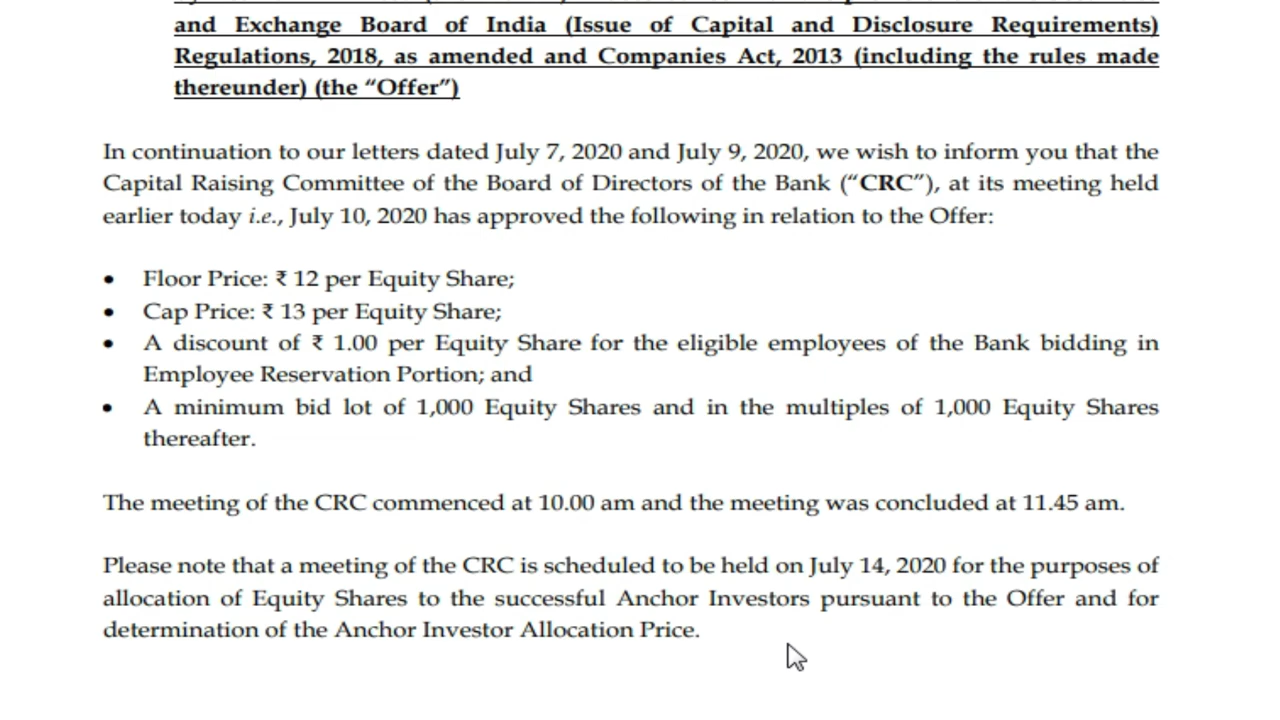 and Exchange Board of India (Issue of Capital and Disclosure Requirements)
Regulations, 2018, as amended and Companies Act, 2013 (including the rules made
thereunder) (the “Offer”)
In continuation to our letters dated July 7, 2020 and July 9, 2020, we wish to inform you that the
Capital Raising Committee of the Board of Directors of the Bank (“CRC”), at its meeting held
earlier today i.e., July 10, 2020 has approved the following in relation to the Offer:
• Floor Price: ₹ 12 per Equity Share;
• Cap Price: ₹ 13 per Equity Share;
• A discount of ₹ 1.00 per Equity Share for the eligible employees of the Bank bidding in
Employee Reservation Portion; and
• A minimum bid lot of 1,000 Equity Shares and in the multiples of 1,000 Equity Shares
thereafter.
The meeting of the CRC commenced at 10.00 am and the meeting was concluded at 11.45 am.
Please note that a meeting of the CRC is scheduled to be held on July 14, 2020 for the purposes of
allocation of Equity Shares to the successful Anchor Investors pursuant to the Offer and for
determination of the Anchor Investor Allocation Price.